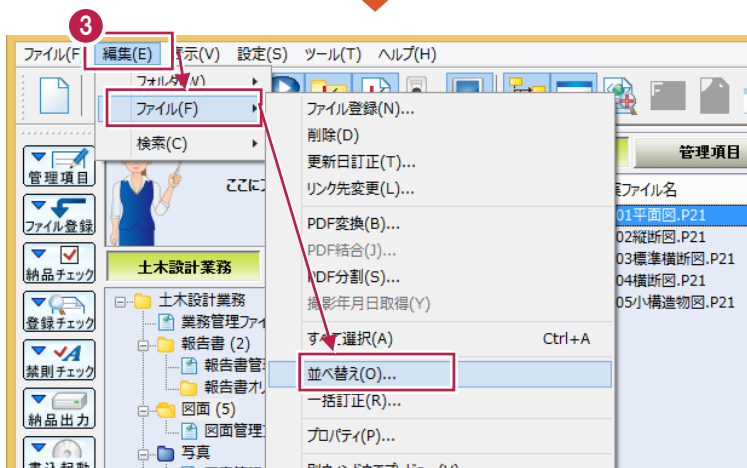 3
ファイル(F) 編集(E) 表示(V) 設定(S) ツール(T) ヘルプ(H)
フォルダ(V)
ファイル(F)
検索(C)
ファイル登録(N)...
削除(D)
更新日訂正(T)...
リンク先変更(L)...
PDF変換(B)...
PDF結合(J)...
PDF分割(S)...
撮影年月日取得(Y)
すべて選択(A) Ctrl+A
並べ替え(O)...
一括訂正(R)...
プロパティ(P)...
管理項目
ファイル登録
納品チェック
登録チェック
禁則チェック
納品出力
ここに
土木設計業務
土木設計業務
業務管理ファイ
報告書 (2)
報告書管
報告書オリ
図面 (5)
図面管理
写真
管理項目
ファイル名
01平面図.P21
02縦断図.P21
03標準横断図.P21
04横断図.P21
05小構造物図.P21